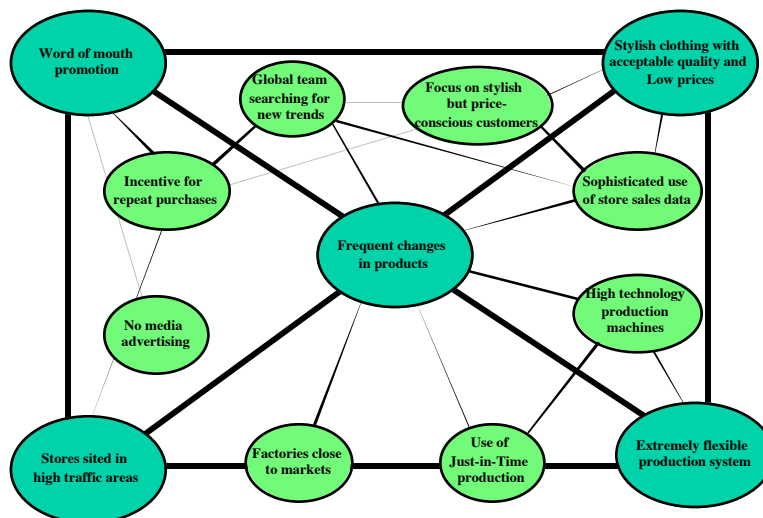 Word of mouth
promotion
Stylish clothing with
acceptable quality and
Low prices
Global team
searching for
new trends
Focus on stylish
but price-
conscious customers
Incentive for
repeat purchases
Sophisticated use
of store sales data
Frequent changes
in products
High technology
production
machines
No media
advertising
Stores sited in
high traffic areas
Factories close
to markets
Use of
Just-in-Time
production
Extremely flexible
production system